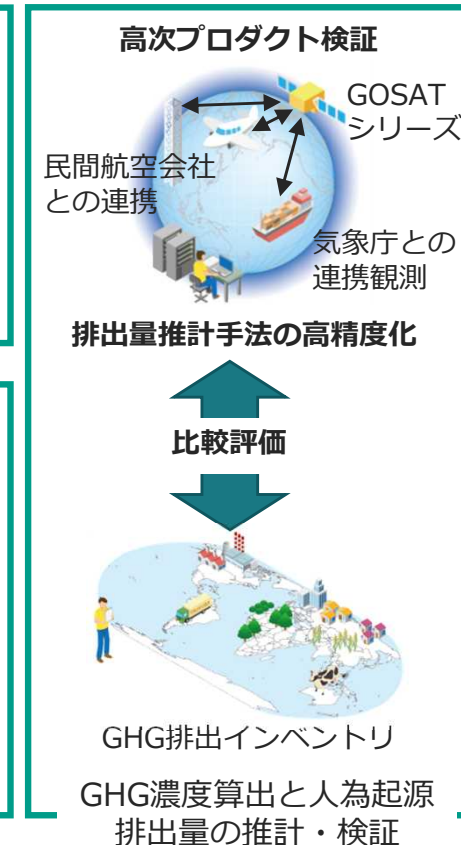 高次プロダクト検証
GOSAT
シリーズ
民間航空会社
との連携
気象庁との
連携観測
排出量推計手法の高精度化
比較評価
GHG排出インベントリ
GHG濃度算出と人為起源
排出量の推計・検証